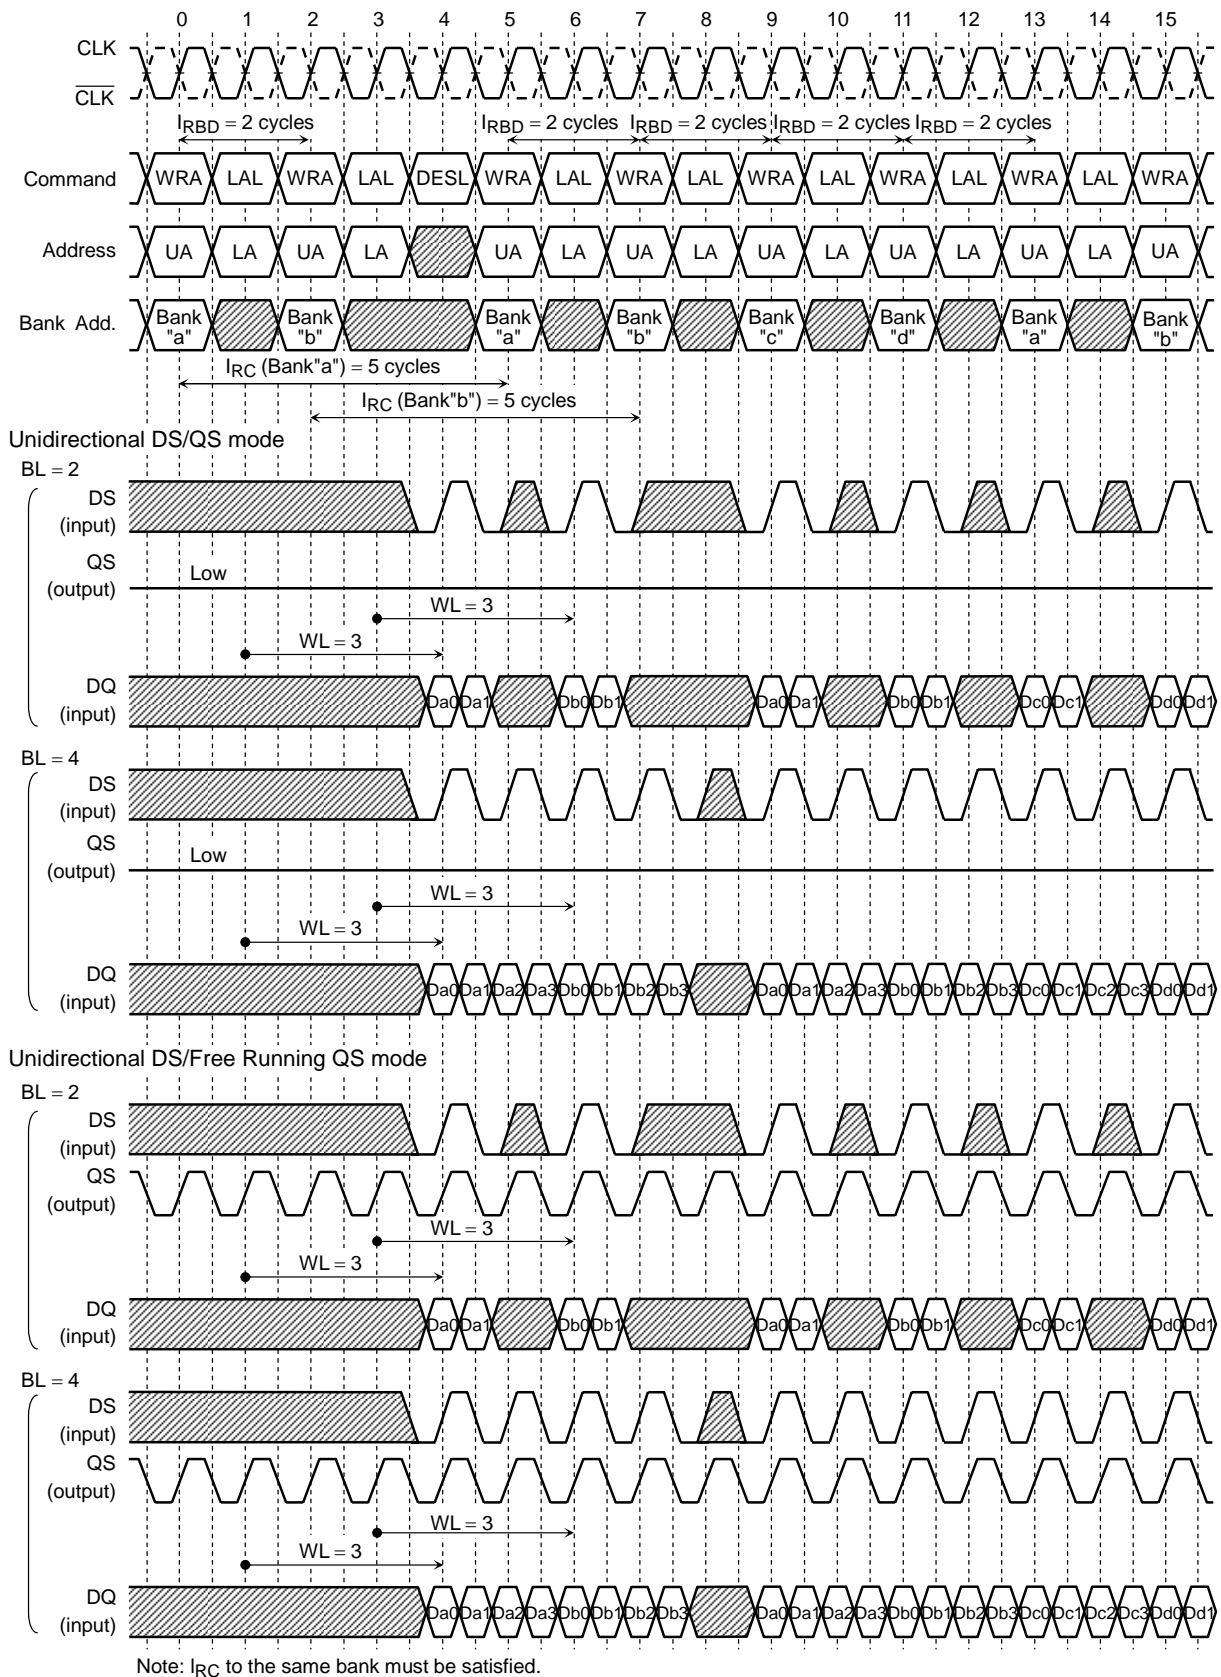 0 1 2 3 4 5 6 7 8 9 10 11 12 13 14 15
CLK
CLK
IRBD = 2 cycles IRBD = 2 cycles IRBD = 2 cycles IRBD = 2 cycles IRBD = 2 cycles
Command WRA LAL WRA LAL DESL WRA LAL WRA LAL WRA LAL WRA LAL WRA LAL WRA
Address UA LA UA LA UA LA UA LA UA LA UA LA UA LA UA
Bank Add. Bank "a" Bank "b" Bank "a" Bank "b" Bank "c" Bank "d" Bank "a" Bank "b"
IRC (Bank"a") = 5 cycles
IRC (Bank"b") = 5 cycles
Unidirectional DS/QS mode
BL = 2
DS
(input)
QS
(output) Low
WL = 3
WL = 3
DQ
(input) Da0 Da1 Db0 Db1 Da0 Da1 Db0 Db1 Dc0 Dc1 Dd0 Dd1
BL = 4
DS
(input)
QS
(output) Low
WL = 3
WL = 3
DQ
(input) Da0 Da1 Da2 Da3 Db0 Db1 Db2 Db3 Da0 Da1 Da2 Da3 Db0 Db1 Db2 Db3 Dc0 Dc1 Dc2 Dc3 Dd0 Dd1
Unidirectional DS/Free Running QS mode
BL = 2
DS
(input)
QS
(output)
WL = 3
WL = 3
DQ
(input) Da0 Da1 Db0 Db1 Da0 Da1 Db0 Db1 Dc0 Dc1 Dd0 Dd1
BL = 4
DS
(input)
QS
(output)
WL = 3
WL = 3
DQ
(input) Da0 Da1 Da2 Da3 Db0 Db1 Db2 Db3 Da0 Da1 Da2 Da3 Db0 Db1 Db2 Db3 Dc0 Dc1 Dc2 Dc3 Dd0 Dd1
Note: IRC to the same bank must be satisfied.